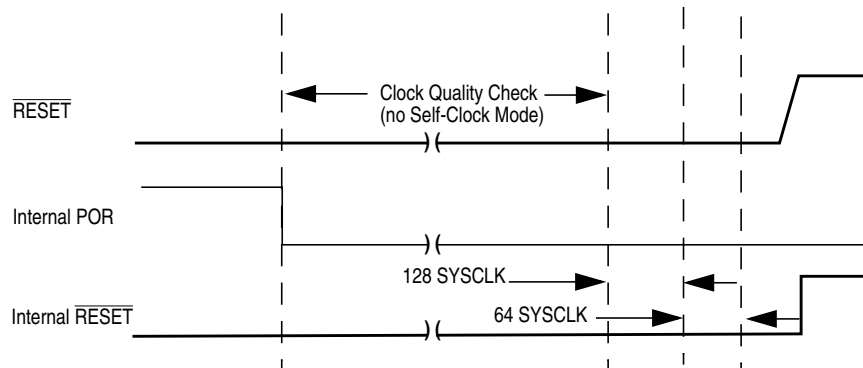 Clock Quality Check
(no Self-Clock Mode)
RESET
Internal POR
128 SYSCLK
64 SYSCLK
Internal RESET